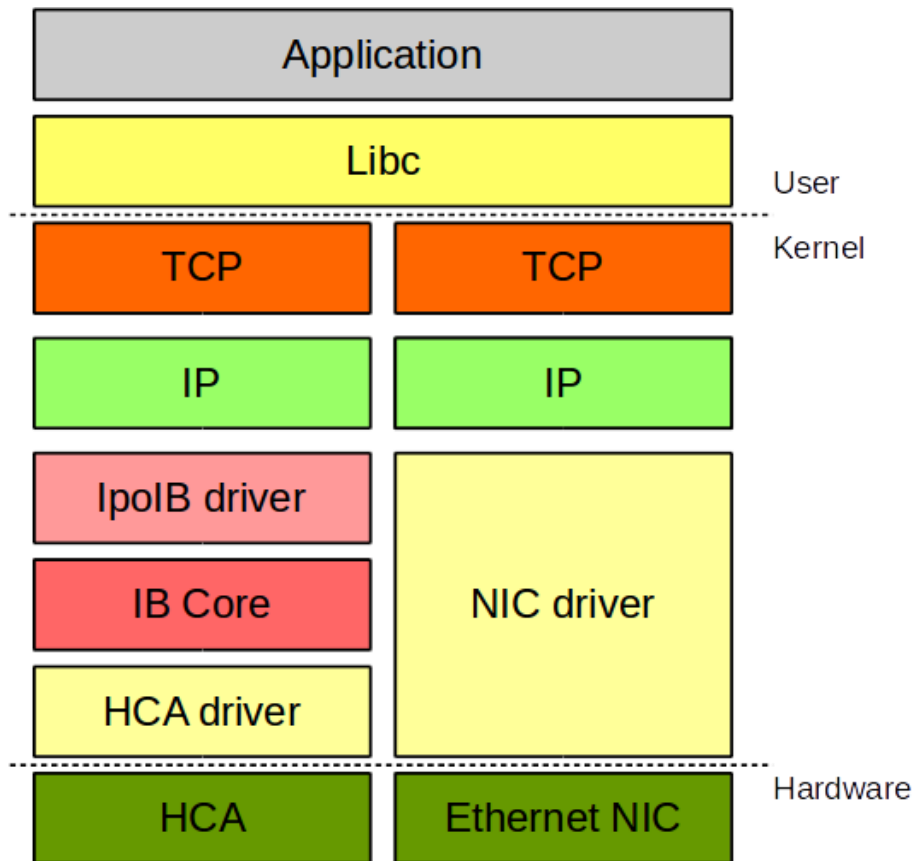 Application
Libc
User
Kernel
TCP
TCP
IP
IP
IpoIB driver
IB Core
NIC driver
HCA driver
Hardware
HCA
Ethernet NIC